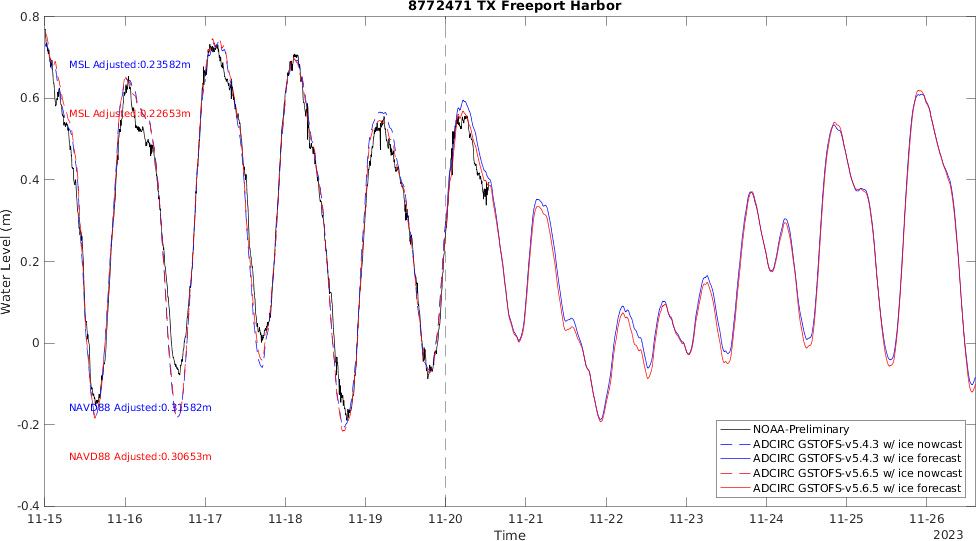 8772471 TX Freeport Harbor
0.8
0.6
0.4
0.2
0
-0.2
-0.4
Water Level (m)
MSL Adjusted:0.23582m
MSL Adjusted:0.22653m
NAVD88 Adjusted:0.31582m
NAVD88 Adjusted:0.30653m
NOAA-Preliminary
ADCIRC GSTOFS-v5.4.3 w/ ice nowcast
ADCIRC GSTOFS-v5.4.3 w/ ice forecast
ADCIRC GSTOFS-v5.6.5 w/ ice nowcast
ADCIRC GSTOFS-v5.6.5 w/ ice forecast
11-15 11-16 11-17 11-18 11-19 11-20 11-21 11-22 11-23 11-24 11-25 11-26
Time
2023